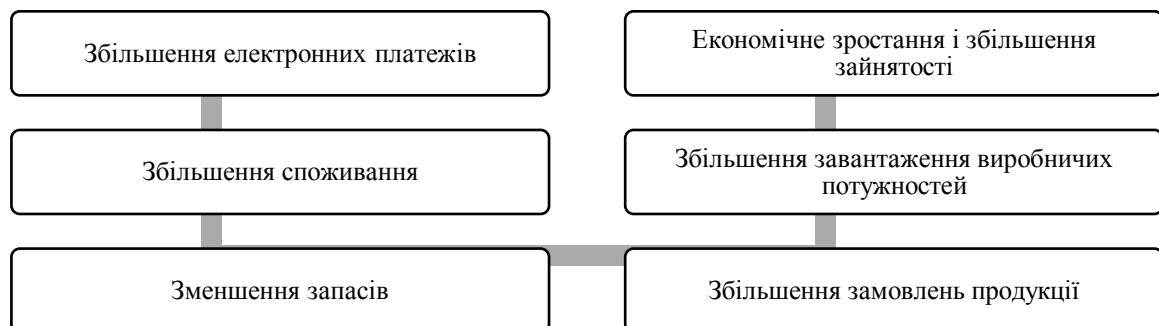 Збільшення електронних платежів
Збільшення споживання
Зменшення запасів
Збільшення замовлень продукції
Збільшення завантаження виробничих
потужностей
Економічне зростання і збільшення
зайнятості